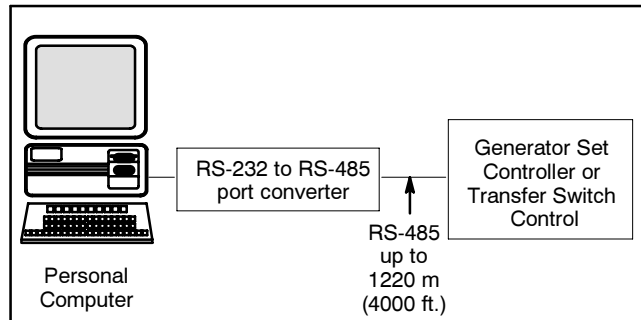 Personal
Computer
RS-232 to RS-485
port converter
RS-485
up to
1220 m
(4000 ft.)
Generator Set
Controller or
Transfer Switch
Control